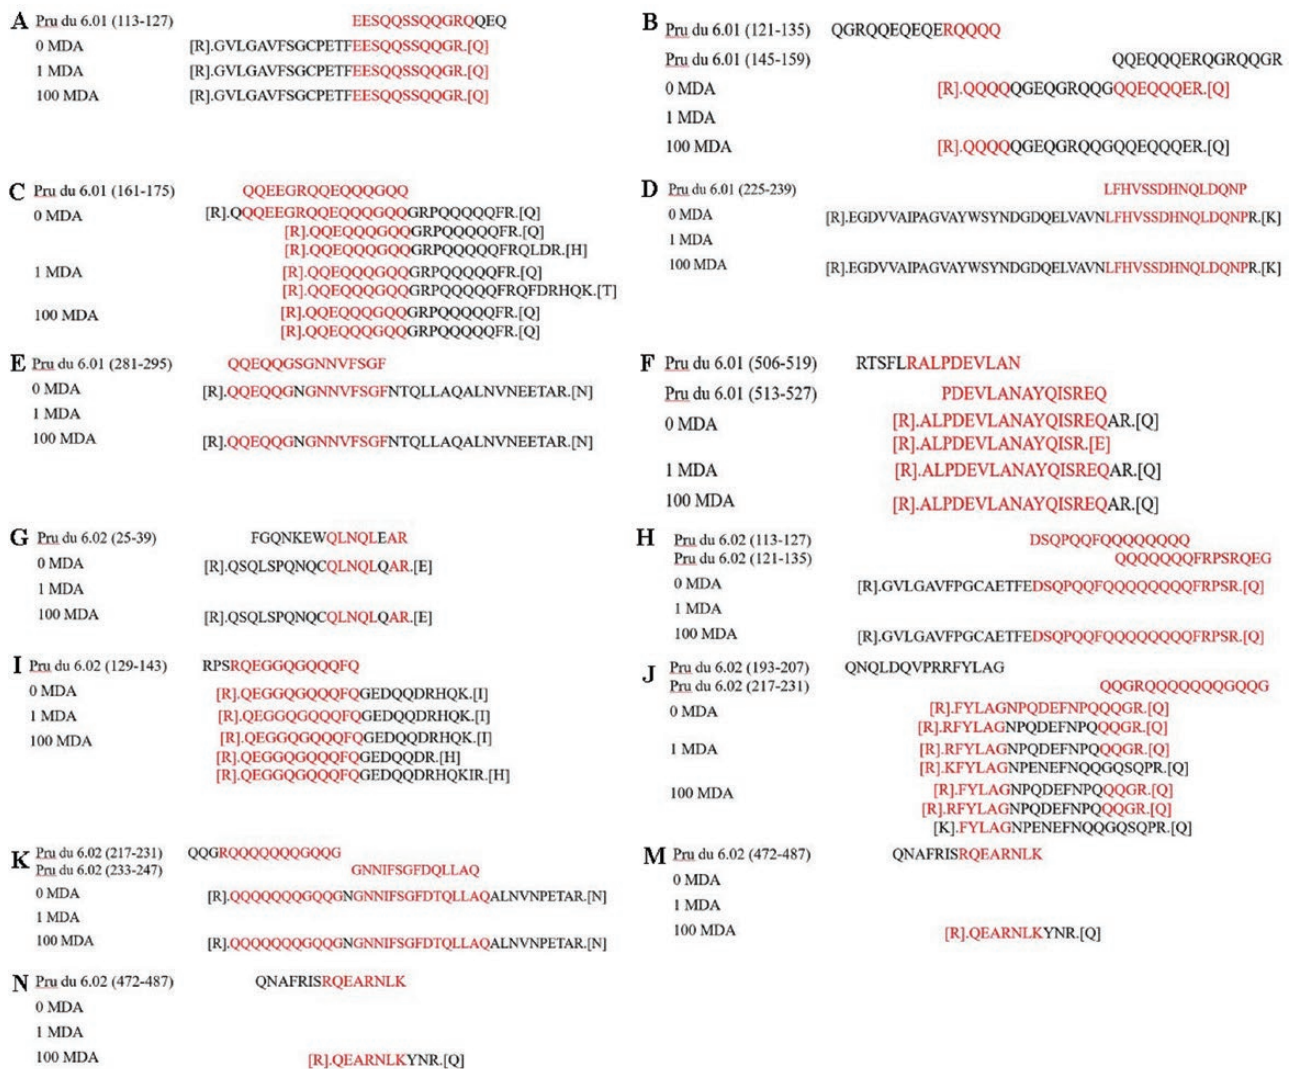 A Pru du 6.01 (113-127) EESQQSSQQGRQQEQ
0 MDA [R].GVLGAVFSGCPETFEESQQSSQQGR.[Q]
1 MDA [R].GVLGAVFSGCPETFEESQQSSQQGR.[Q]
100 MDA [R].GVLGAVFSGCPETFEESQQSSQQGR.[Q]
B Pru du 6.01 (121-135) QGRQQEQEQERQQQQ
Pru du 6.01 (145-159) QQEQQQERQGRQQGR
0 MDA [R].QQQQQGEQGRQQGQQEQQQER.[Q]
1 MDA
100 MDA [R].QQQQQGEQGRQQGQQEQQQER.[Q]
C Pru du 6.01 (161-175) QQEEGRQQEQQQGQQ
0 MDA [R].QQQEEGRQQEQQQGQQGRPQQQQQFR.[Q]
[R].QQEQQQGQQGRPQQQQQFR.[Q]
[R].QQEQQQGQQGRPQQQQQFRQLDR.[H]
1 MDA [R].QQEQQQGQQGRPQQQQQFR.[Q]
[R].QQEQQQGQQGRPQQQQQFRQFDRHQK.[T]
100 MDA [R].QQEQQQGQQGRPQQQQQFR.[Q]
[R].QQEQQQGQQGRPQQQQQFR.[Q]
D Pru du 6.01 (225-239) LFHVSSDHNQLDQNP
0 MDA [R].EGDVVAIPAGVAYWSYNDGDQELVAVNLFHVSSDHNQLDQNPR.[K]
1 MDA
100 MDA [R].EGDVVAIPAGVAYWSYNDGDQELVAVNLFHVSSDHNQLDQNPR.[K]
E Pru du 6.01 (281-295) QQEQQGSGNNVFSGF
0 MDA [R].QQEQQGNGNNVFSGFNTQLLAQALNVNEETAR.[N]
1 MDA
100 MDA [R].QQEQQGNGNNVFSGFNTQLLAQALNVNEETAR.[N]
F Pru du 6.01 (506-519) RTSFLRALPDEVLAN
Pru du 6.01 (513-527) PDEVLANAYQISREQ
0 MDA [R].ALPDEVLANAYQISREQAR.[Q]
[R].ALPDEVLANAYQISR.[E]
1 MDA [R].ALPDEVLANAYQISREQAR.[Q]
100 MDA [R].ALPDEVLANAYQISREQAR.[Q]
G Pru du 6.02 (25-39) FGQNKEWQLNQLEAR
0 MDA [R].QSQLSPQNQCQLNQLQAR.[E]
1 MDA
100 MDA [R].QSQLSPQNQCQLNQLQAR.[E]
H Pru du 6.02 (113-127) DSQPQQFQQQQQQQQ
Pru du 6.02 (121-135) QQQQQQQFRPSRQEG
0 MDA [R].GVLGAVFPGCAETFEDSQPQQFQQQQQQQQFRPSR.[Q]
1 MDA
100 MDA [R].GVLGAVFPGCAETFEDSQPQQFQQQQQQQQFRPSR.[Q]
I Pru du 6.02 (129-143) RPSRQEGGQGQQQFQ
0 MDA [R].QEGGQGQQQFQGEDQQDRHQK.[I]
1 MDA [R].QEGGQGQQQFQGEDQQDRHQK.[I]
100 MDA [R].QEGGQGQQQFQGEDQQDRHQK.[I]
[R].QEGGQGQQQFQGEDQQDR.[H]
[R].QEGGQGQQQFQGEDQQDRHQKIR.[H]
J Pru du 6.02 (193-207) QNQLDQVPRRFYLAG
Pru du 6.02 (217-231) QQGRQQQQQQQGQQG
0 MDA [R].FYLAGNPQDEFNPQQQGR.[Q]
[R].RFYLAGNPQDEFNPQQQGR.[Q]
1 MDA [R].RFYLAGNPQDEFNPQQQGR.[Q]
[R].KFYLAGNPENEFNQQGQSQPR.[Q]
100 MDA [R].FYLAGNPQDEFNPQQQGR.[Q]
[R].RFYLAGNPQDEFNPQQQGR.[Q]
[K].FYLAGNPENEFNQQGQSQPR.[Q]
K Pru du 6.02 (217-231) QQGRQQQQQQQGQQG
Pru du 6.02 (233-247) GNNIFSGFDQLLAQ
0 MDA [R].QQQQQQQGQQGNGNNIFSGFDTQLLAQALNVNPETAR.[N]
1 MDA
100 MDA [R].QQQQQQQGQQGNGNNIFSGFDTQLLAQALNVNPETAR.[N]
M Pru du 6.02 (472-487) QNAFRISRQEARNLK
0 MDA
1 MDA
100 MDA [R].QEARNLKYNR.[Q]
N Pru du 6.02 (472-487) QNAFRISRQEARNLK
0 MDA
1 MDA
100 MDA [R].QEARNLKYNR.[Q]